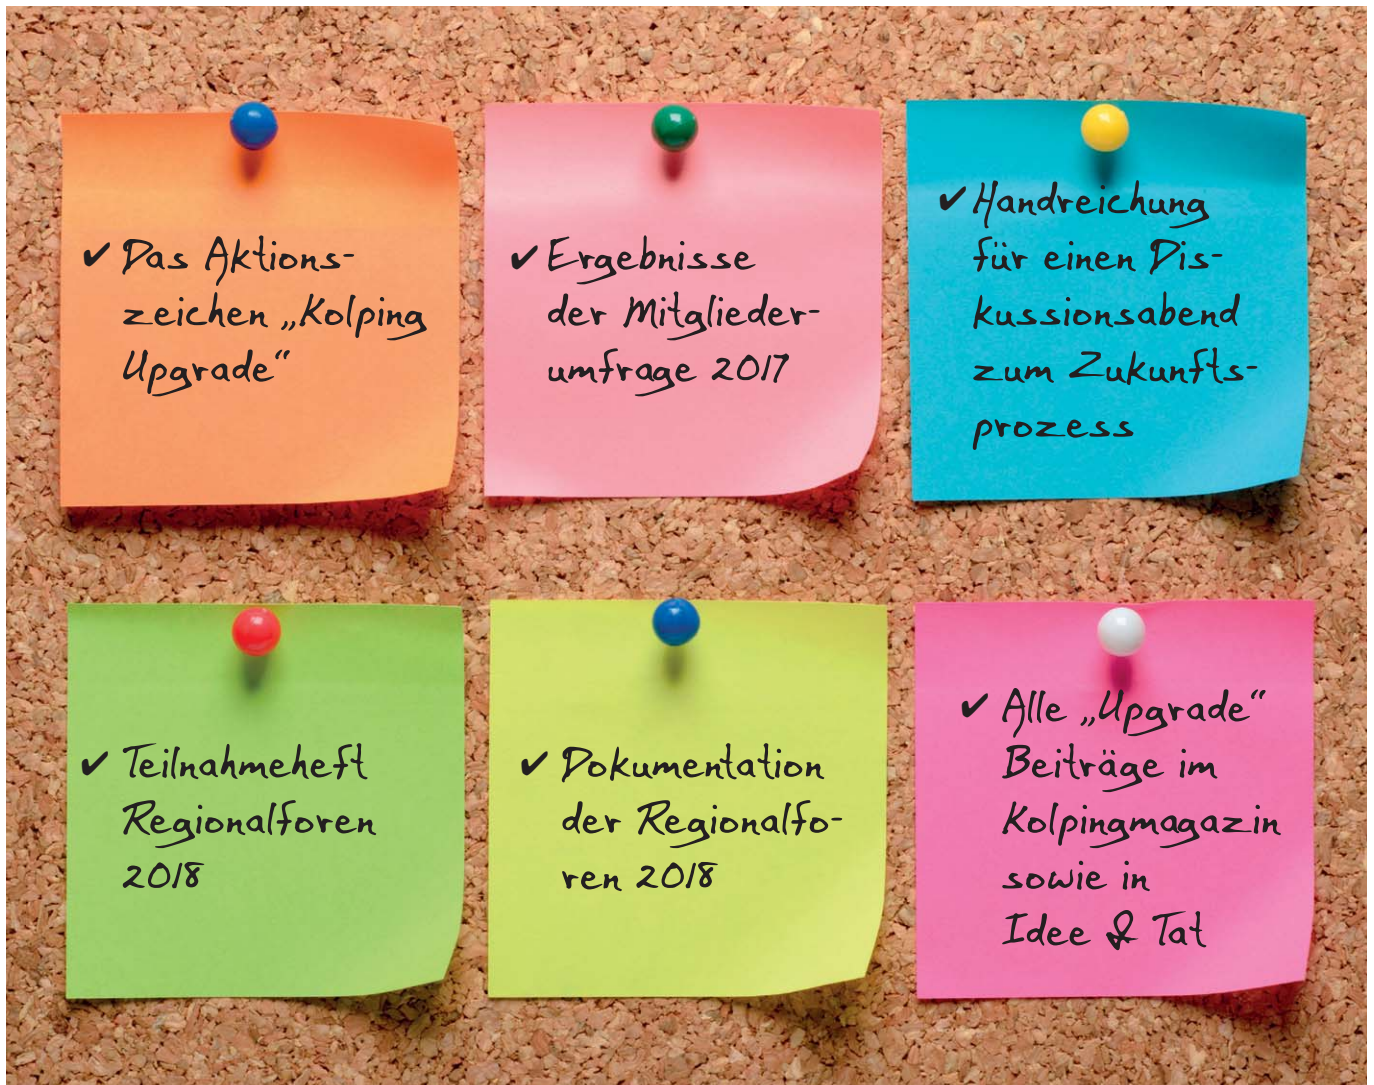 ✔ Das Aktions-
zeichen „Kolping
Upgrade“
✔ Ergebnisse
der Mitglieder-
umfrage 2017
✔ Handreichung
für einen Dis-
kussionsabend
zum Zukunfts-
prozess
✔ Teilnahmeheft
Regionalforen
2018
✔ Dokumentation
der Regionalfo-
ren 2018
✔ Alle „Upgrade“
Beiträge im
Kolpingmagazin
sowie in
Idee & Tat